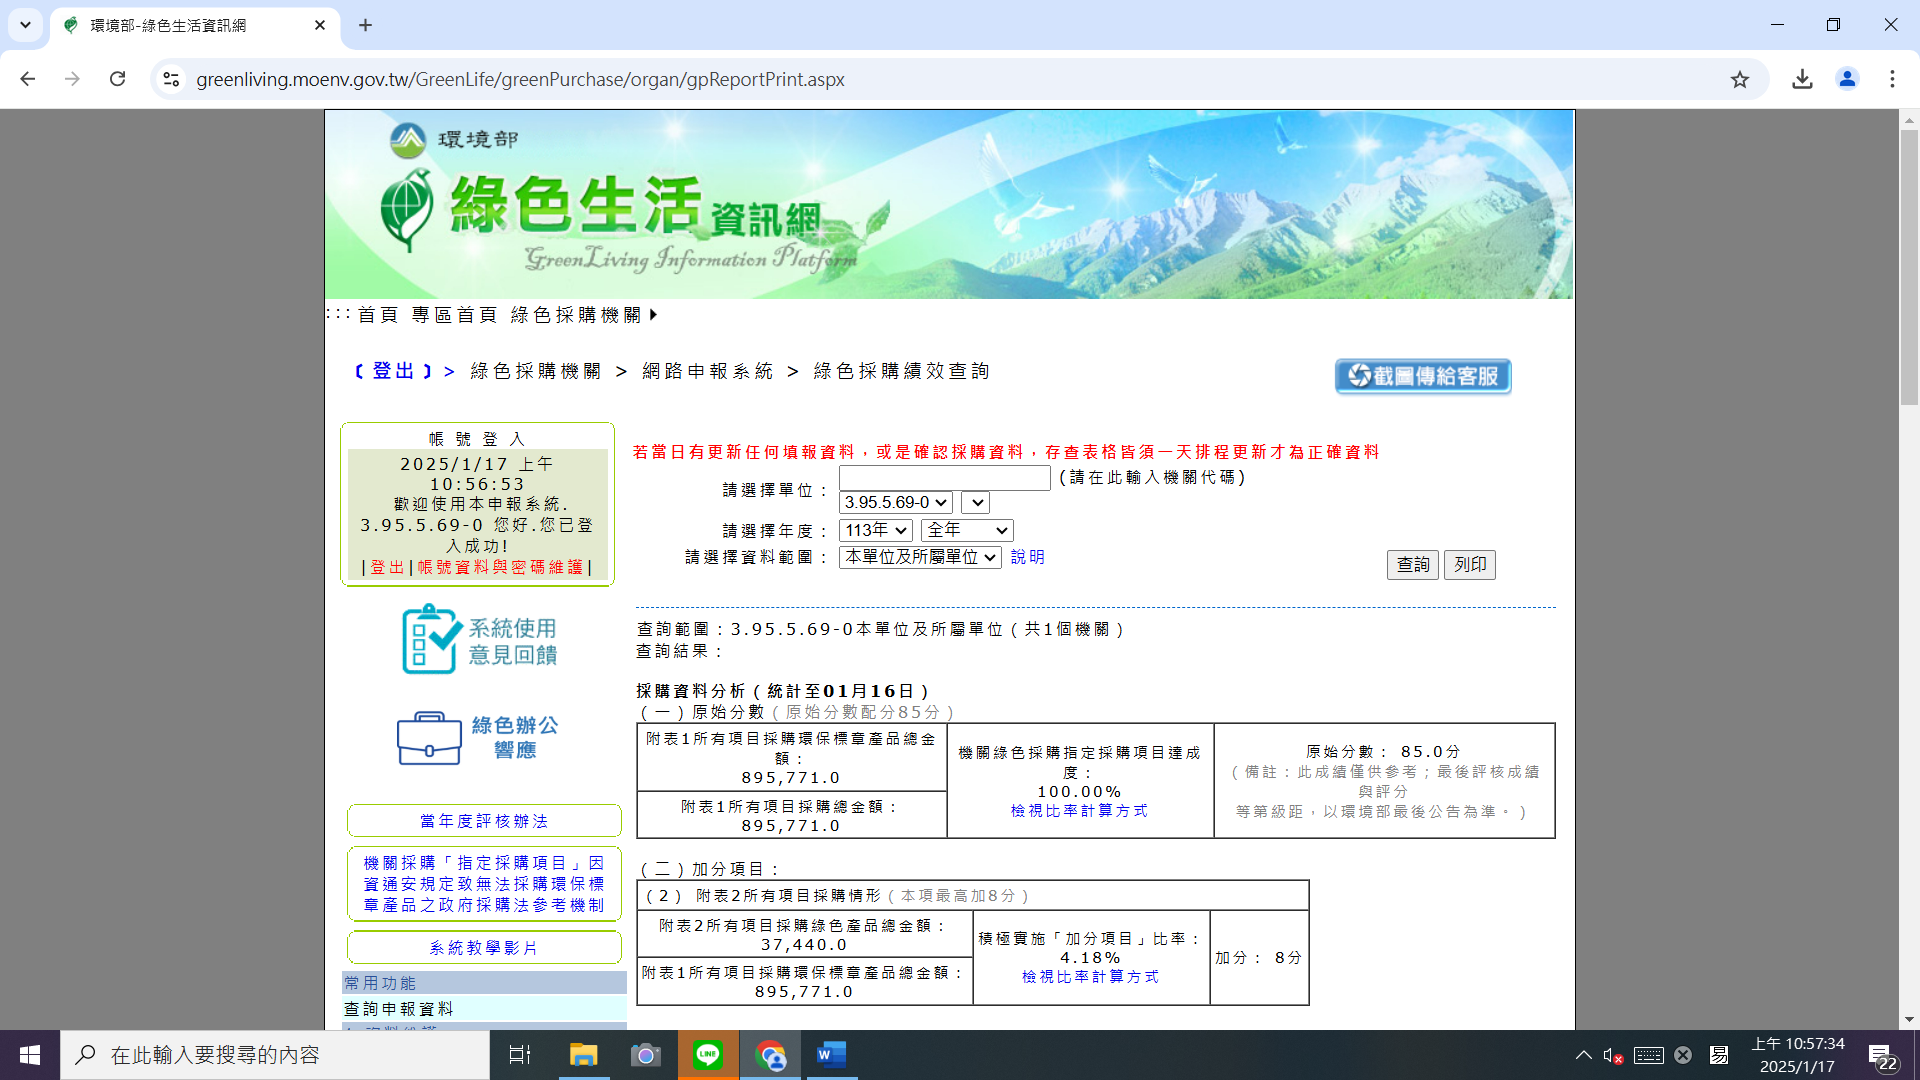 環境部-綠色生活資訊網
greenliving.moenv.gov.tw/GreenLife/greenPurchase/organ/gpReportPrint.aspx
環境部
綠色生活資訊網
GreenLiving Information Platform
:::首頁 專區首頁 綠色採購機關
〔登出〕> 綠色採購機關 > 網路申報系統 > 綠色採購績效查詢
截圖傳給客服
帳號登入
2025/1/17 上午
10:56:53
歡迎使用本申報系統.
3.95.5.69-0 您好.您已登
入成功!
|登出|帳號資料與密碼維護|
系統使用
意見回饋
綠色辦公
響應
當年度評核辦法
機關採購「指定採購項目」因
資通安規定致無法採購環保標
章產品之政府採購法參考機制
系統教學影片
常用功能
查詢申報資料
若當日有更新任何填報資料，或是確認採購資料，存查表格皆須一天排程更新才為正確資料
請選擇單位： (請在此輸入機關代碼)
3.95.5.69-0
請選擇年度： 113年 全年
請選擇資料範圍： 本單位及所屬單位 說明
查詢 列印
查詢範圍：3.95.5.69-0本單位及所屬單位（共1個機關）
查詢結果：
採購資料分析（統計至01月16日）
（一）原始分數（原始分數配分85分）
附表1所有項目採購環保標章產品總金
額：
895,771.0
附表1所有項目採購總金額：
895,771.0
機關綠色採購指定採購項目達成
度：
100.00%
檢視比率計算方式
原始分數： 85.0分
（備註：此成績僅供參考；最後評核成績
與評分
等第級距，以環境部最後公告為準。）
（二）加分項目：
（2） 附表2所有項目採購情形（本項最高加8分）
附表2所有項目採購綠色產品總金額：
37,440.0
附表1所有項目採購環保標章產品總金額：
895,771.0
積極實施「加分項目」比率：
4.18%
檢視比率計算方式
加分： 8分
在此輸入要搜尋的內容
LINE
易
上午 10:57:34
2025/1/17
22